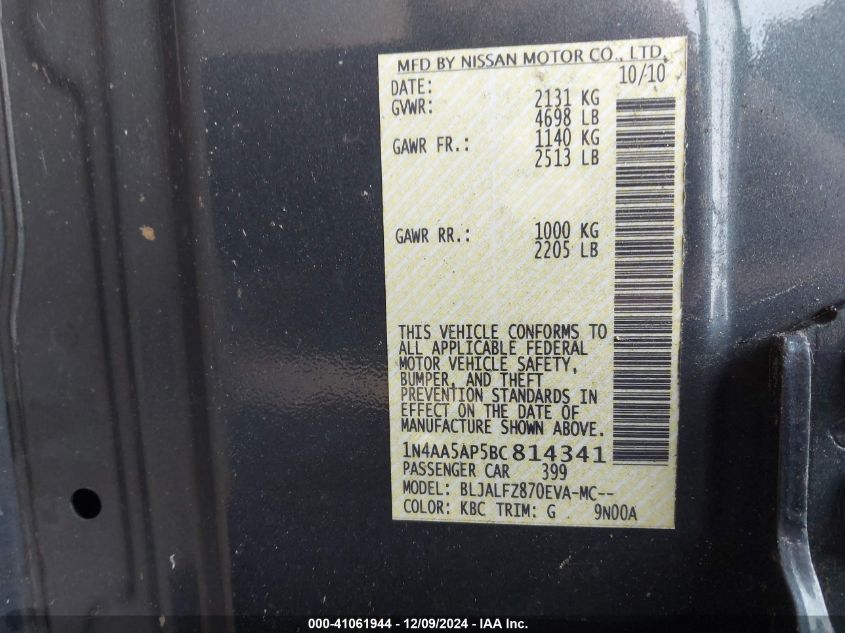 MFD BY NISSAN MOTOR CO., LTD.
DATE: 10/10
GVWR: 2131 KG
4698 LB
GAWR FR.: 1140 KG
2513 LB
GAWR RR.: 1000 KG
2205 LB
THIS VEHICLE CONFORMS TO
ALL APPLICABLE FEDERAL
MOTOR VEHICLE SAFETY,
BUMPER, AND THEFT
PREVENTION STANDARDS IN
EFFECT ON THE DATE OF
MANUFACTURE SHOWN ABOVE.
1N4AA5AP5BC814341
PASSENGER CAR 399
MODEL: BLJALFZ870EVA-MC--
COLOR: KBC TRIM: G 9N00A
000-41061944 - 12/09/2024 - IAA Inc.